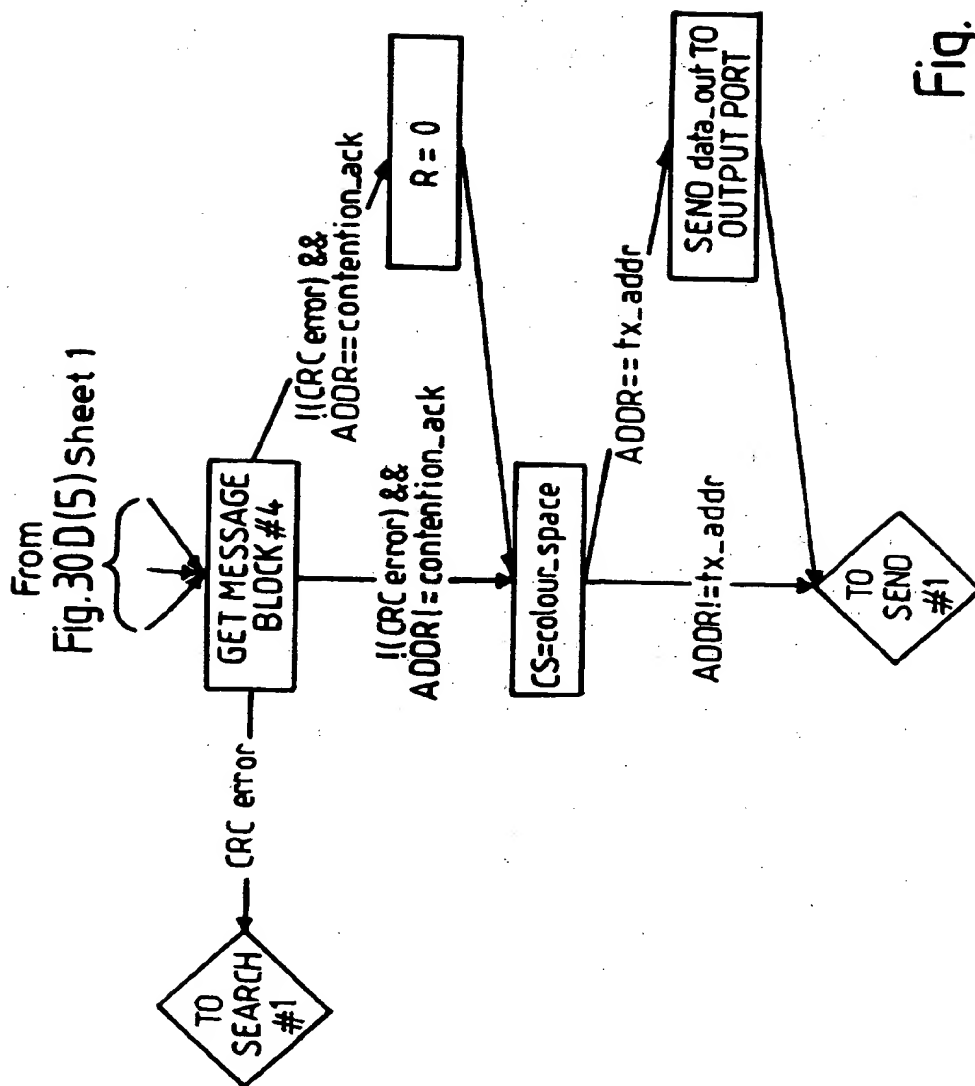 From
Fig.30D(5) sheet 1
GET MESSAGE
BLOCK #4
CRC error
TO
SEARCH
#1
!(CRC error) &&
ADDR!=contention_ack
!(CRC error) &&
ADDR==contention_ack
R = 0
CS=colour_space
ADDR!=tx_addr
ADDR==tx_addr
SEND data_out TO
OUTPUT PORT
TO
SEND
#1
Fig.